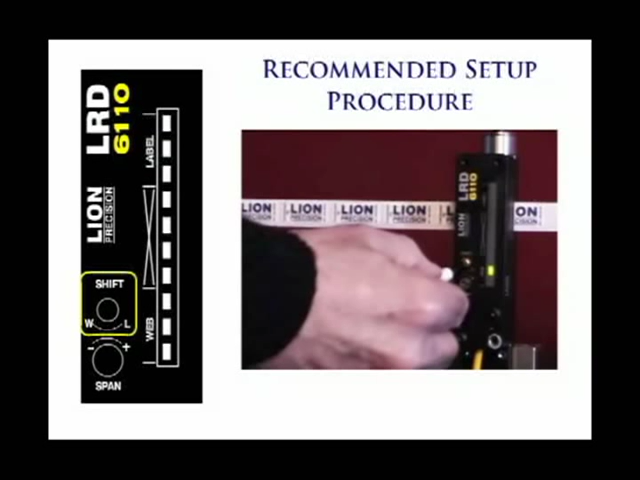 RECOMMENDED SETUP
PROCEDURE
LRD
6110
LION
PRECISION
LABEL
WEB
SHIFT
W L
- +
SPAN
LION
PRECISION
LION
PRECISION
LION
PRECISION
LION
PRECISION
ON
LION
LRD
6110